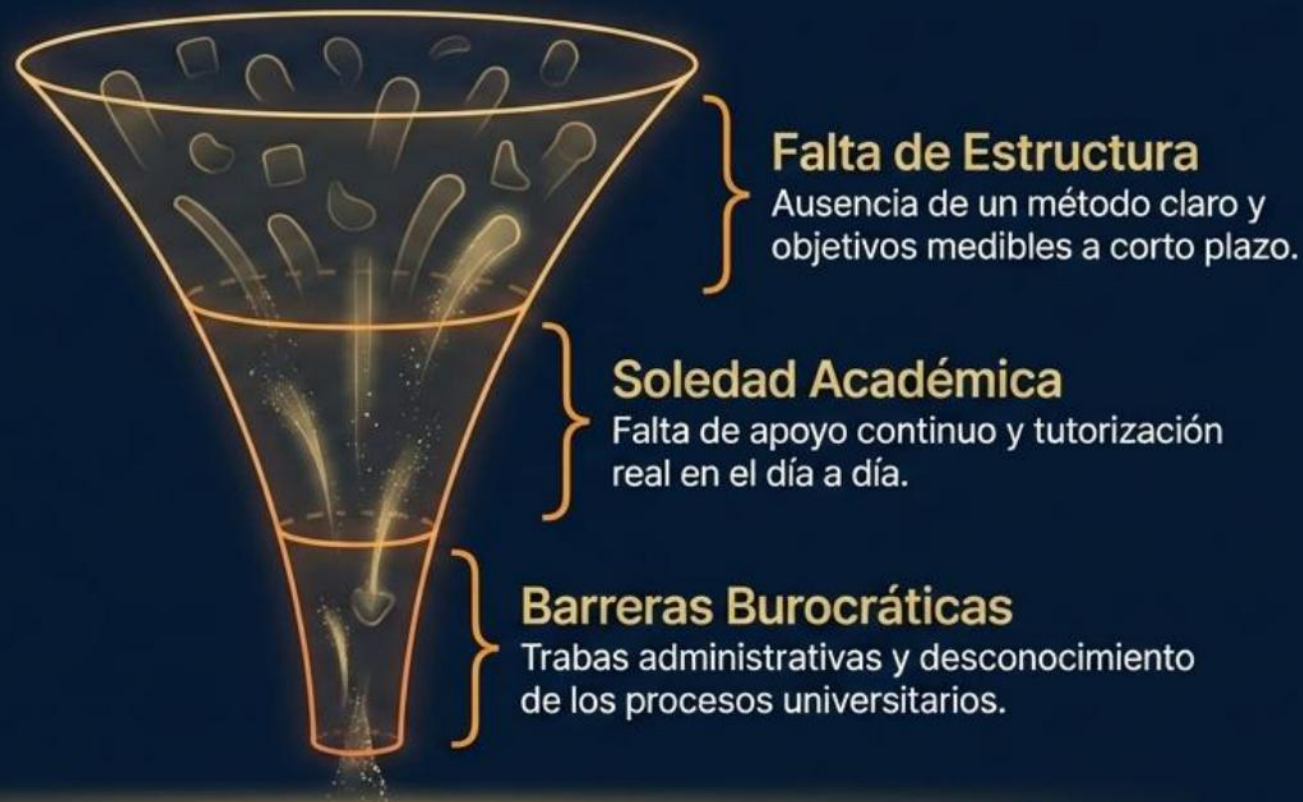 Falta de Estructura
Ausencia de un método claro y
objetivos medibles a corto plazo.
Soledad Académica
Falta de apoyo continuo y tutorización
real en el día a día.
Barreras Burocráticas
Trabas administrativas y desconocimiento
de los procesos universitarios.